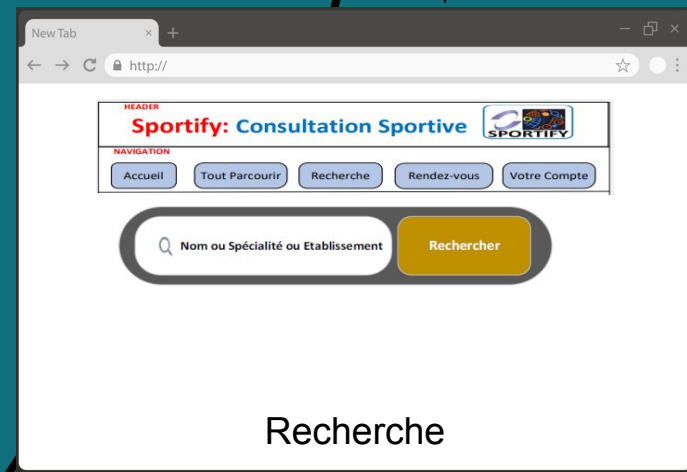 New Tab
http://
HEADER
Sportify: Consultation Sportive
SPORTIFY
NAVIGATION
Accueil Tout Parcourir Recherche Rendez-vous Votre Compte
Nom ou Spécialité ou Etablissement Rechercher
Recherche